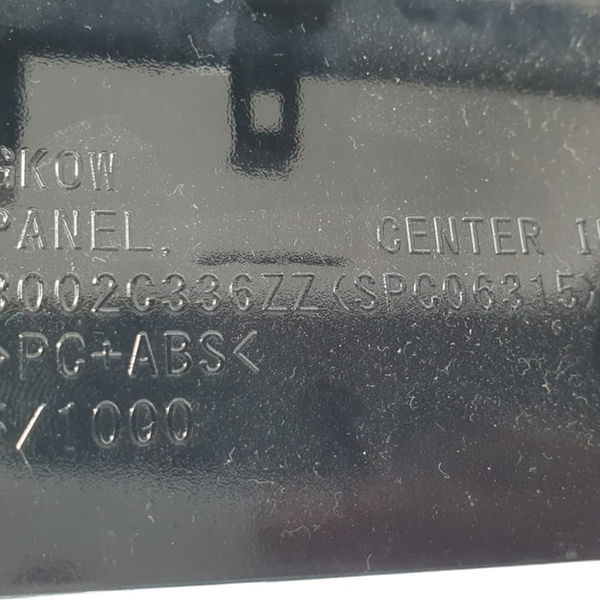 GKOW
PANEL, CENTER I
3002C336ZZ(SPC06315)
>PC+ABS<
/1000